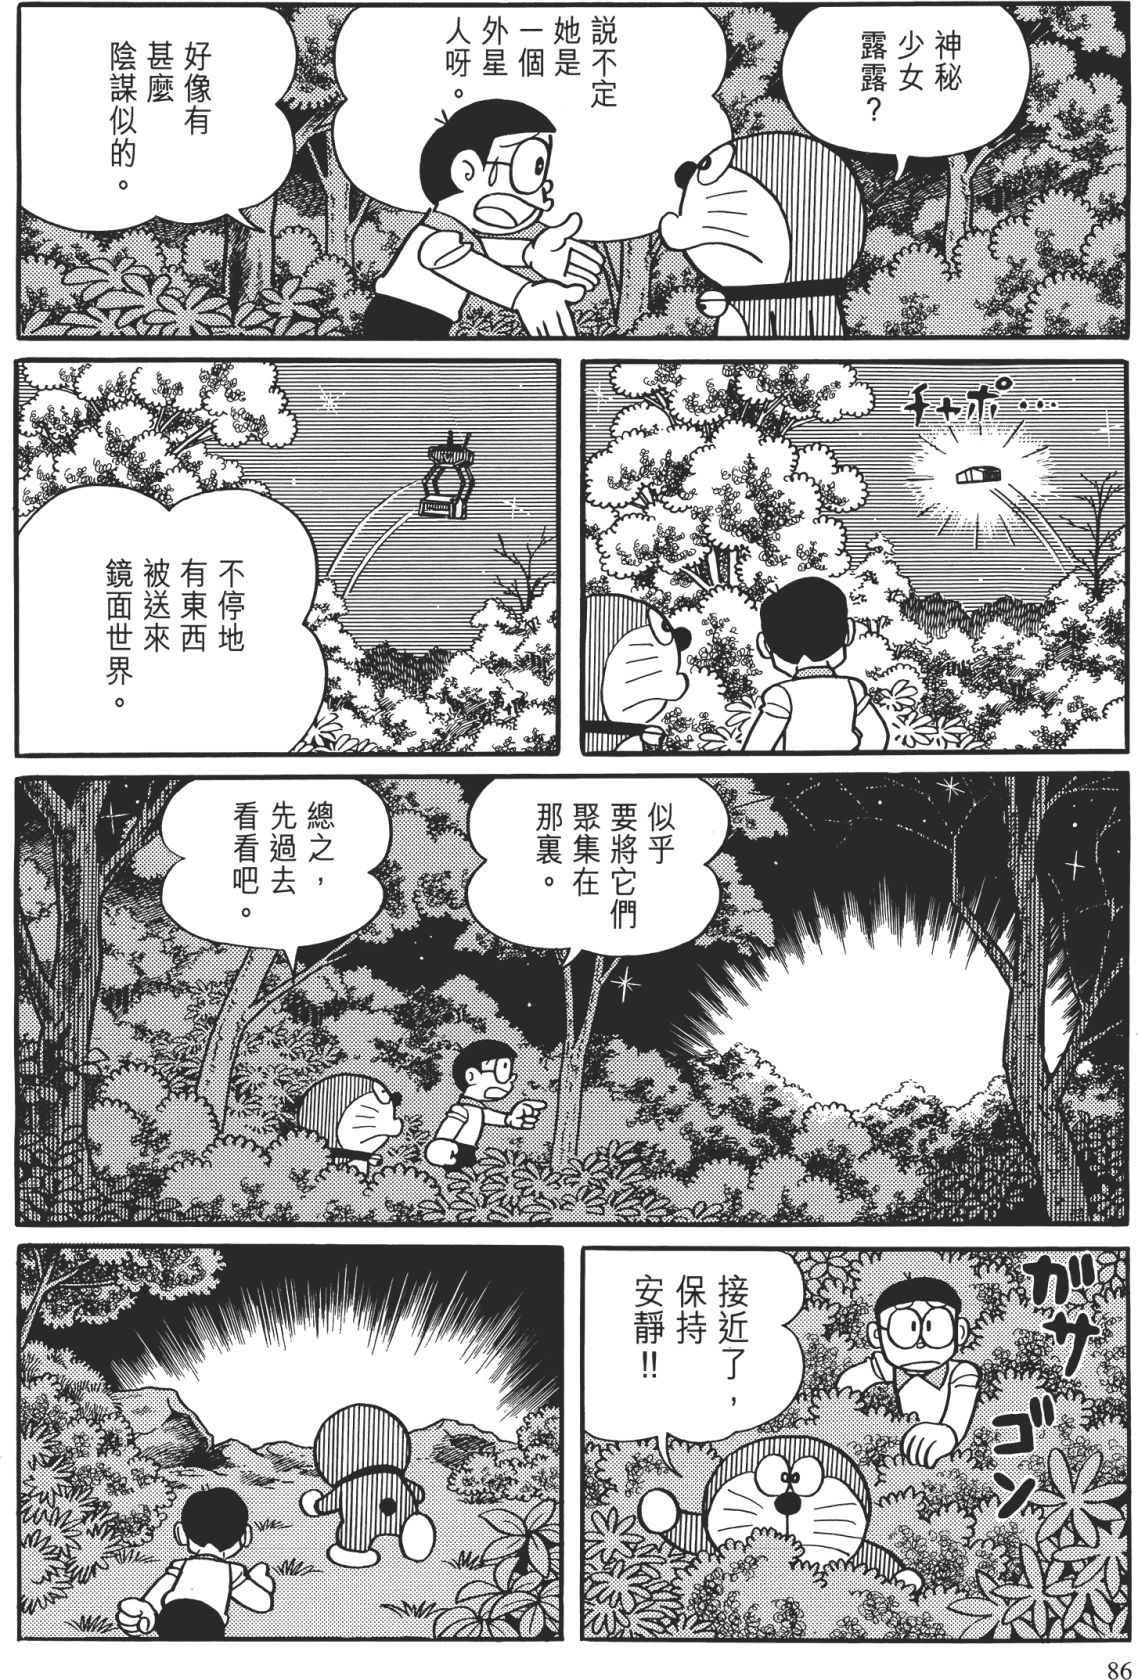 神秘
少女
露露?
説不定
她是
一個
外星
人呀。
好像有
甚麼
陰謀似的。
チャポ…
不停地
有東西
被送來
鏡面世界。
似乎
要將它們
聚集在
那裏。
總之，
先過去
看看吧。
ガサ
ゴン
接近了，
保持
安靜!!
86